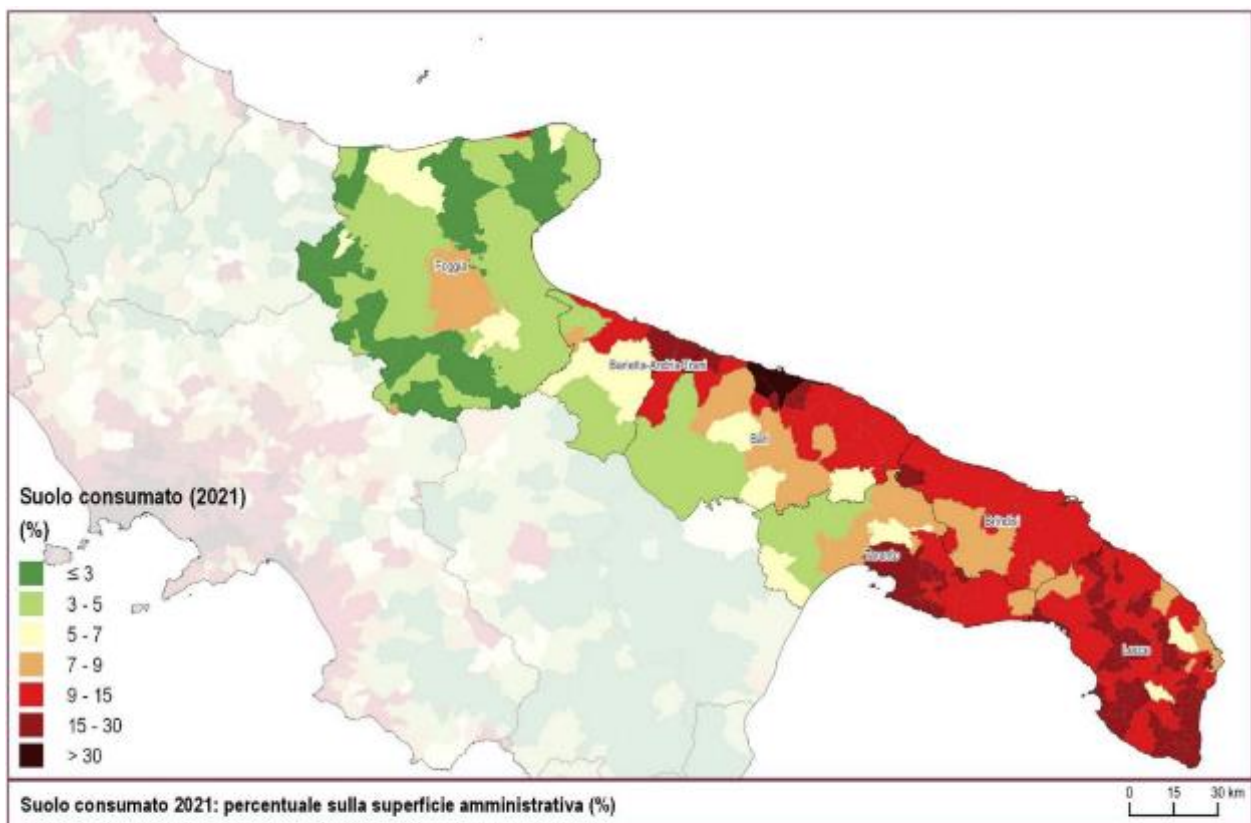 Foggia
Barletta-Andria-Trani
Bari
Brindisi
Taranto
Lecce
Suolo consumato (2021)
(%)
≤ 3
3 - 5
5 - 7
7 - 9
9 - 15
15 - 30
> 30
Suolo consumato 2021: percentuale sulla superficie amministrativa (%)
0 15 30 km